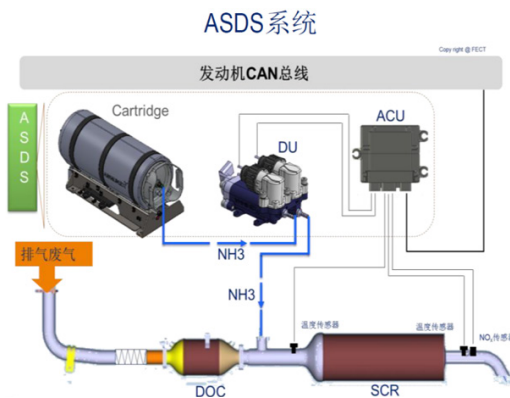 ASDS系统
Copy right @ FECT
发动机CAN总线
A
S
D
S
Cartridge
DU
ACU
NH3
排气废气
NH3
温度传感器
温度传感器
NOx传感器
DOC
SCR